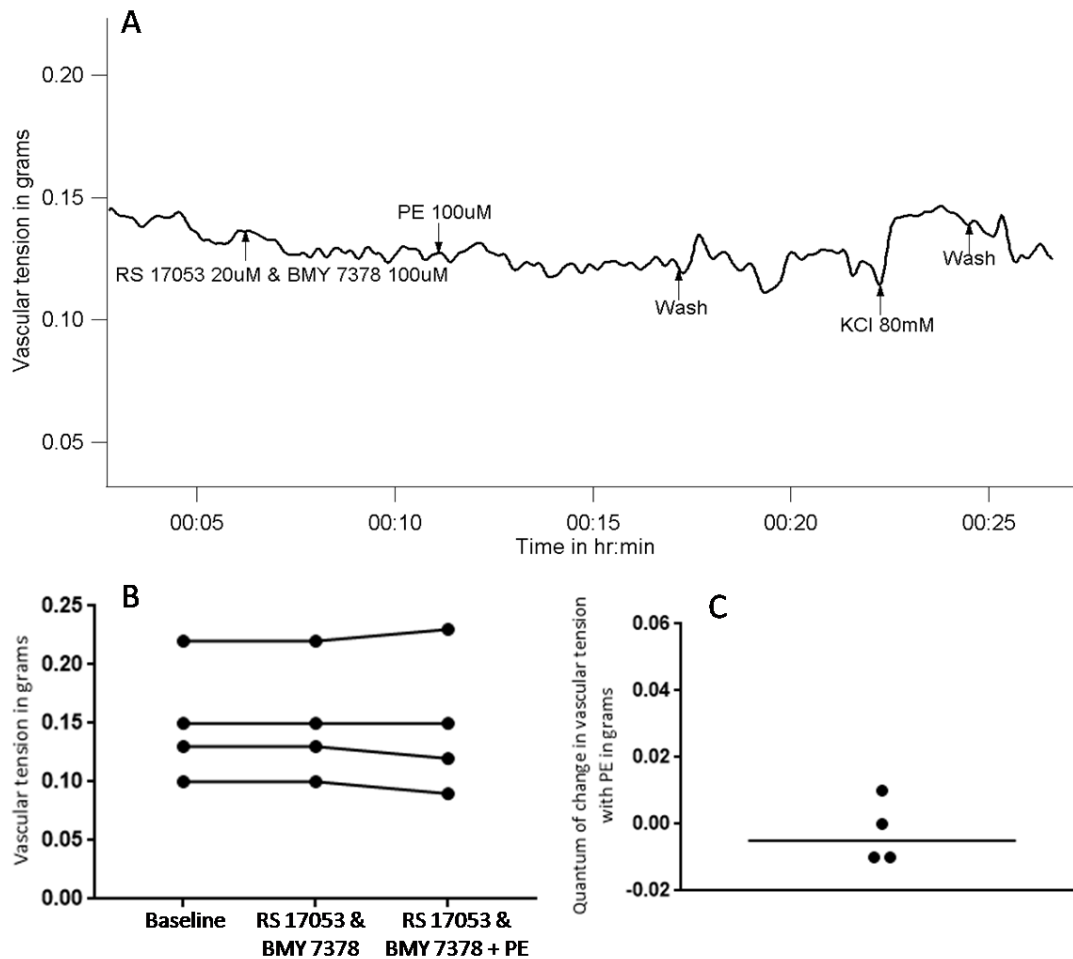 A
Vascular tension in grams
0.20
0.15
0.10
0.05
PE 100uM
RS 17053 20uM & BMY 7378 100uM
Wash
KCl 80mM
Wash
00:05 00:10 00:15 00:20 00:25
Time in hr:min
B
Vascular tension in grams
0.25
0.20
0.15
0.10
0.05
0.00
Baseline RS 17053 & RS 17053 &
BMY 7378 BMY 7378 + PE
C
Quantum of change in vascular tension
with PE in grams
0.06
0.04
0.02
0.00
-0.02